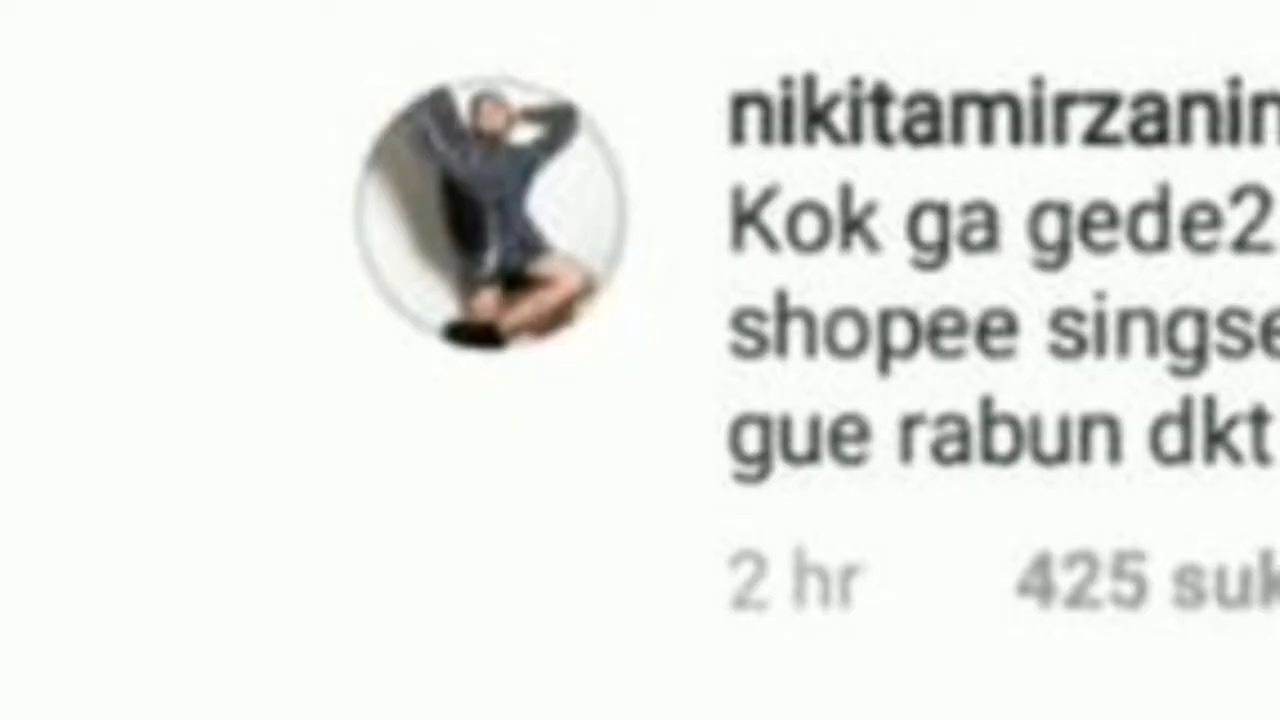 nikitamirzanin
Kok ga gede2
shopee singse
gue rabun dkt
2 hr 425 suk